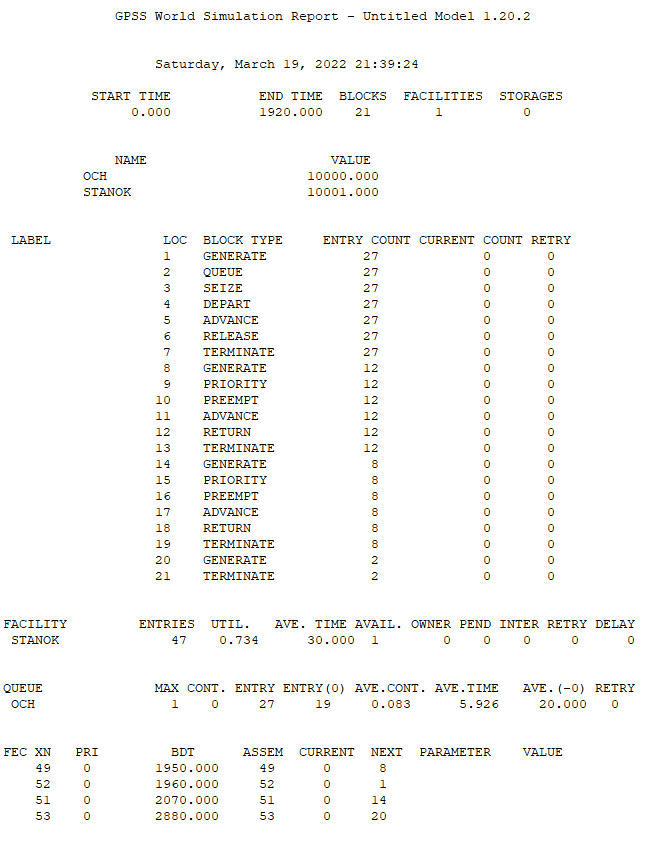 GPSS World Simulation Report - Untitled Model 1.20.2
Saturday, March 19, 2022 21:39:24
START TIME END TIME BLOCKS FACILITIES STORAGES
0.000 1920.000 21 1 0
NAME VALUE
OCH 10000.000
STANOK 10001.000
LABEL LOC BLOCK TYPE ENTRY COUNT CURRENT COUNT RETRY
1 GENERATE 27 0 0
2 QUEUE 27 0 0
3 SEIZE 27 0 0
4 DEPART 27 0 0
5 ADVANCE 27 0 0
6 RELEASE 27 0 0
7 TERMINATE 27 0 0
8 GENERATE 12 0 0
9 PRIORITY 12 0 0
10 PREEMPT 12 0 0
11 ADVANCE 12 0 0
12 RETURN 12 0 0
13 TERMINATE 12 0 0
14 GENERATE 8 0 0
15 PRIORITY 8 0 0
16 PREEMPT 8 0 0
17 ADVANCE 8 0 0
18 RETURN 8 0 0
19 TERMINATE 8 0 0
20 GENERATE 2 0 0
21 TERMINATE 2 0 0
FACILITY ENTRIES UTIL. AVE. TIME AVAIL. OWNER PEND INTER RETRY DELAY
STANOK 47 0.734 30.000 1 0 0 0 0 0
QUEUE MAX CONT. ENTRY ENTRY(0) AVE.CONT. AVE.TIME AVE.(-0) RETRY
OCH 1 0 27 19 0.083 5.926 20.000 0
FEC XN PRI BDT ASSEM CURRENT NEXT PARAMETER VALUE
49 0 1950.000 49 0 8
52 0 1960.000 52 0 1
51 0 2070.000 51 0 14
53 0 2880.000 53 0 20